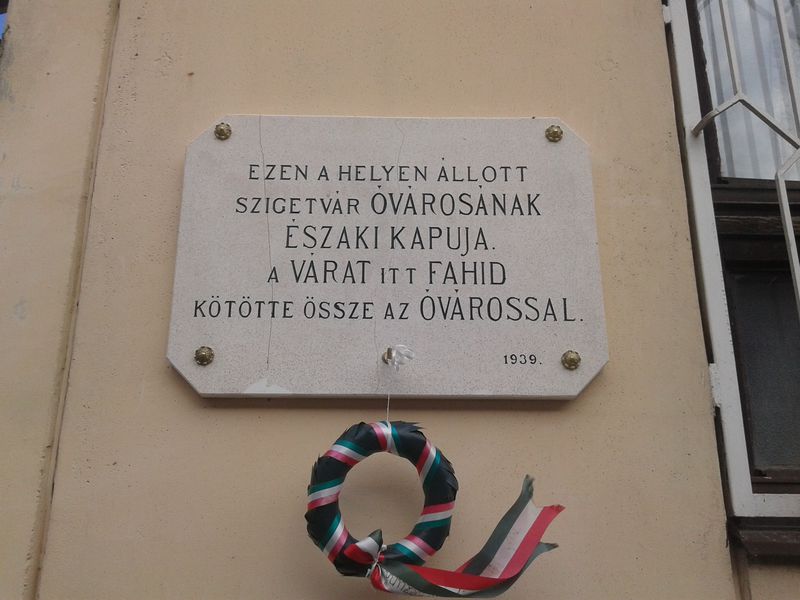 EZEN A HELYEN ÁLLOTT
SZIGETVÁR ÓVÁROSÁNAK
ÉSZAKI KAPUJA.
A VÁRAT ITT FAHID
KÖTÖTTE ÖSSZE AZ ÓVÁROSSAL.
1939.